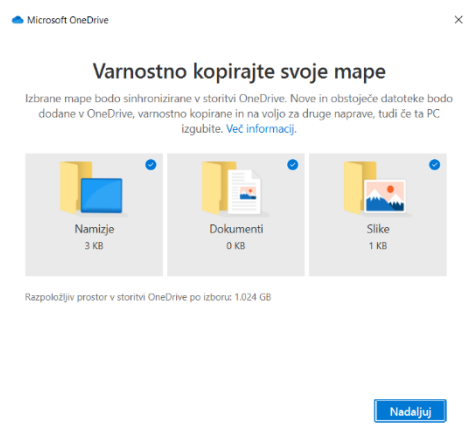 Microsoft OneDrive
Varnostno kopirajte svoje mape
Izbrane mape bodo sinhronizirane v storitvi OneDrive. Nove in obstoječe datoteke bodo
dodane v OneDrive, varnostno kopirane in na voljo za druge naprave, tudi če ta PC
izgubite. Več informacij.
Namizje
3 KB
Dokumenti
0 KB
Slike
1 KB
Razpoložljiv prostor v storitvi OneDrive po izboru: 1.024 GB
Nadaljuj